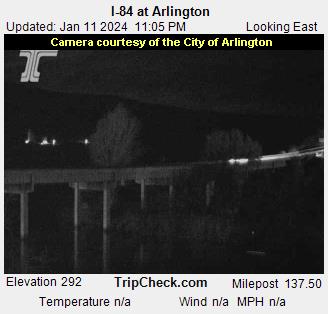 I-84 at Arlington
Updated: Jan 11 2024 11:05 PM Looking East
Camera courtesy of the City of Arlington
Elevation 292 TripCheck.com Milepost 137.50
Temperature n/a Wind n/a MPH n/a